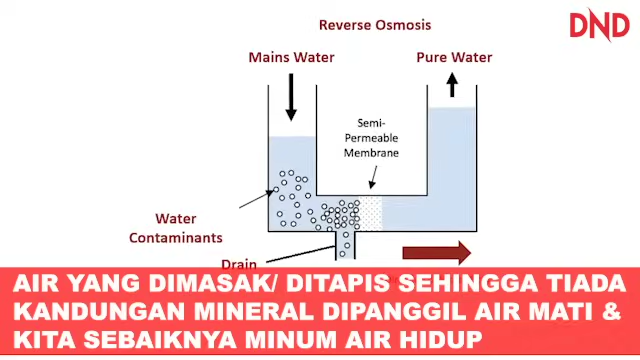 DND
Reverse Osmosis
Mains Water
Pure Water
Semi-
Permeable
Membrane
Water
Contaminants
Drain
AIR YANG DIMASAK/ DITAPIS SEHINGGA TIADA
KANDUNGAN MINERAL DIPANGGIL AIR MATI &
KITA SEBAIKNYA MINUM AIR HIDUP